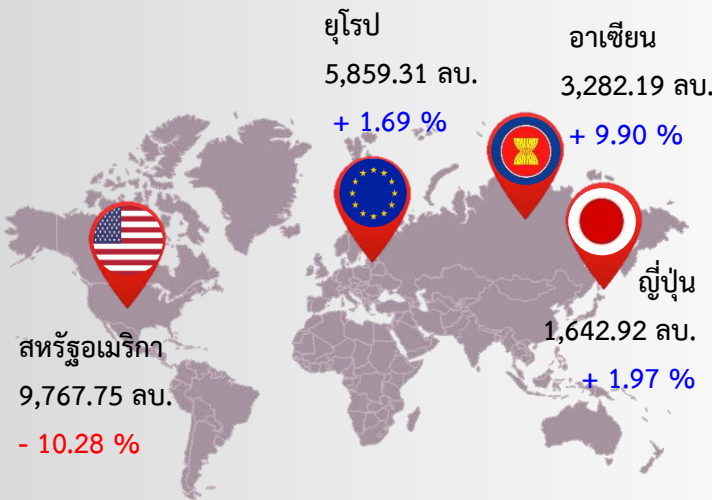 ยุโรป
5,859.31 ลบ.
+ 1.69 %
อาเซียน
3,282.19 ลบ.
+ 9.90 %
ญี่ปุ่น
1,642.92 ลบ.
+ 1.97 %
สหรัฐอเมริกา
9,767.75 ลบ.
- 10.28 %